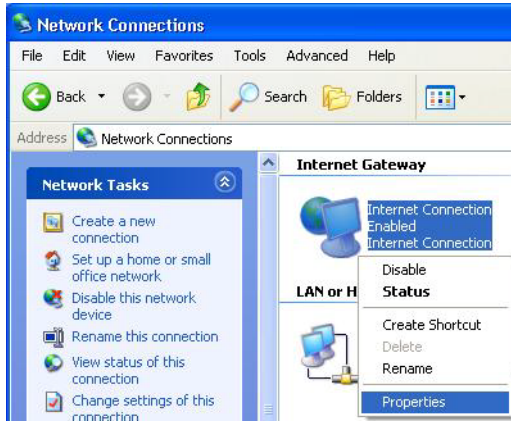 Network Connections
File Edit View Favorites Tools Advanced Help
Back Search Folders
Address Network Connections
Network Tasks
Create a new
connection
Set up a home or small
office network
Disable this network
device
Rename this connection
View status of this
connection
Change settings of this
connection
Internet Gateway
Internet Connection
Enabled
Internet Connection
LAN or H
Disable
Status
Create Shortcut
Delete
Rename
Properties